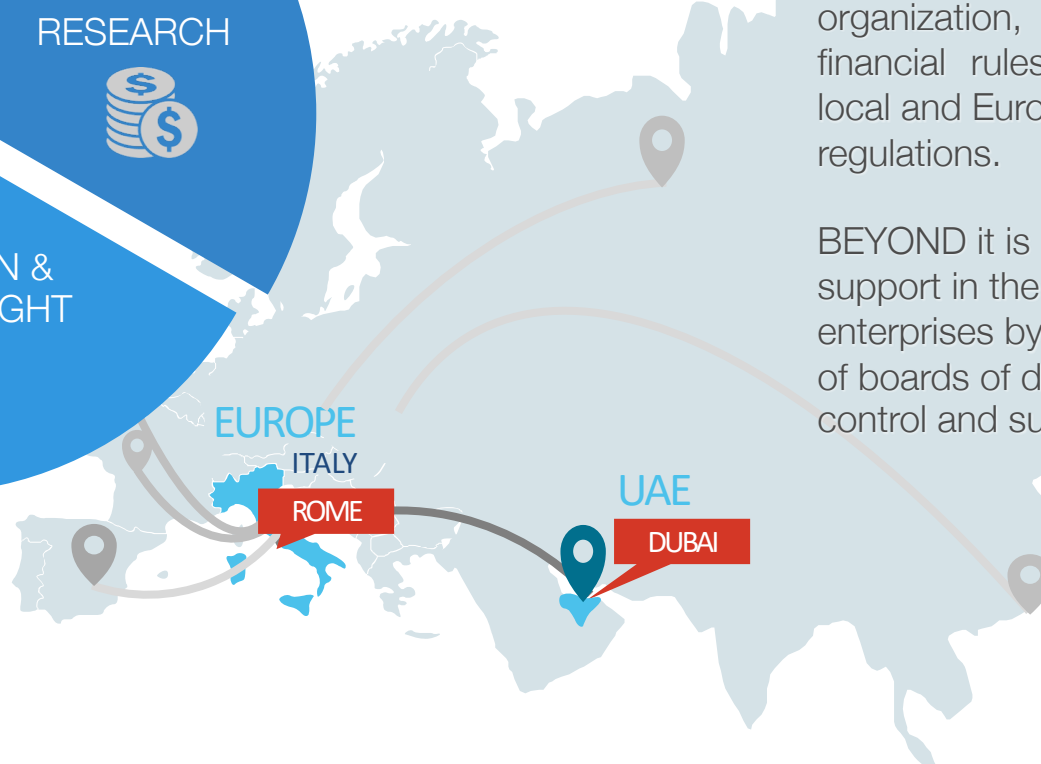 RESEARCH
N &
GHT
organization,
financial rules
local and Euro
regulations.
BEYOND it is
support in the
enterprises by
of boards of d
control and su
EUROPE
ITALY
ROME
UAE
DUBAI